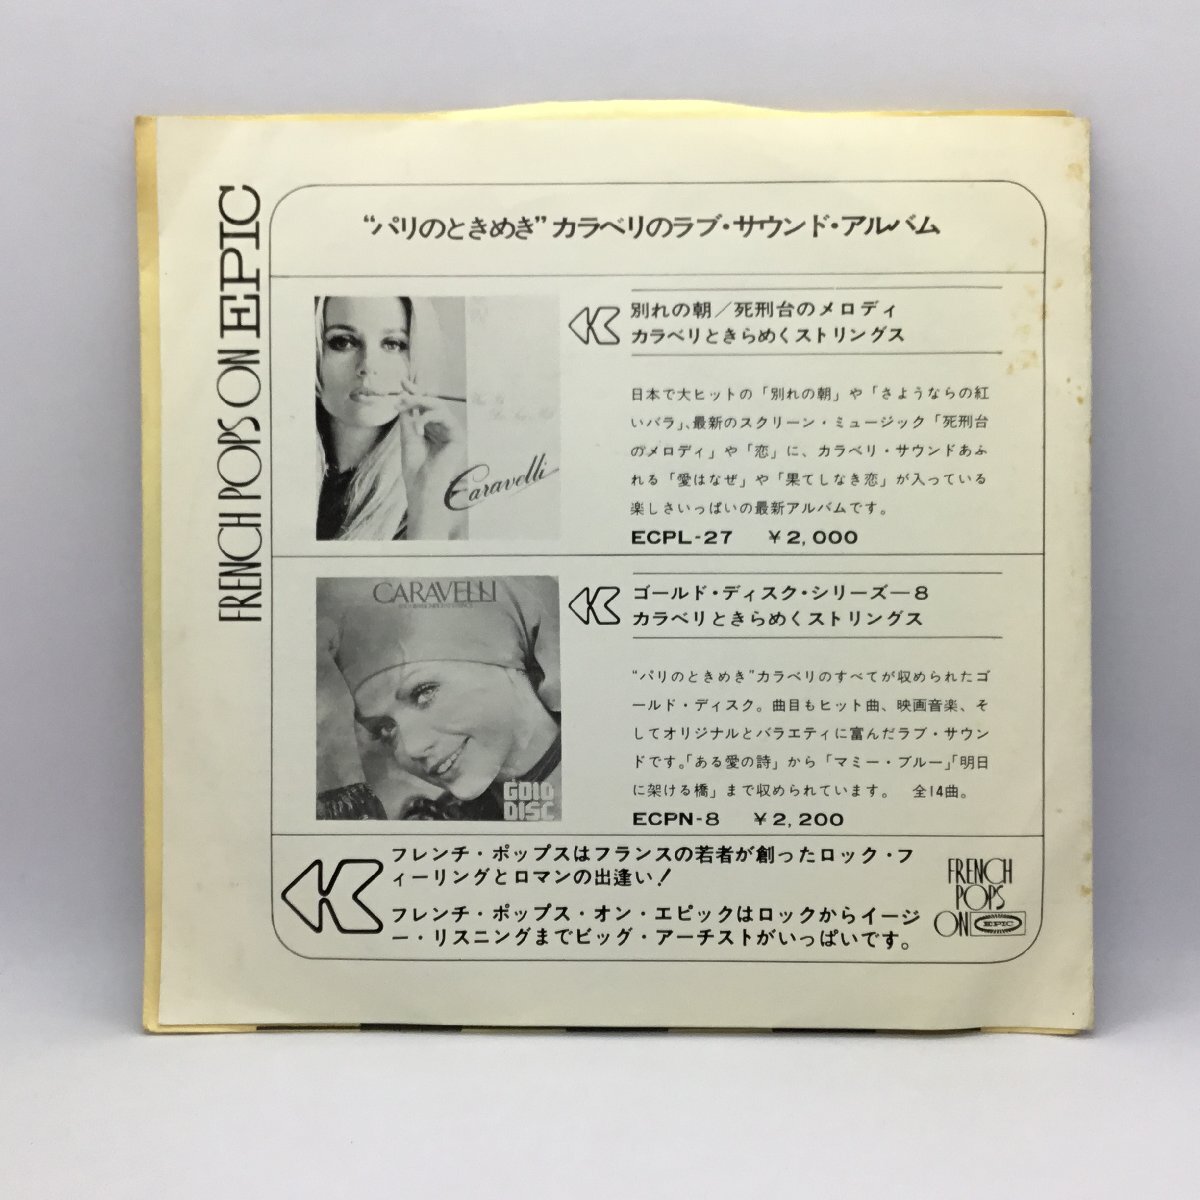 FRENCH POPS ON EPIC
“パリのときめき”カラベリのラブ・サウンド・アルバム
Caravelli
別れの朝／死刑台のメロディ
カラベリときらめくストリングス
日本で大ヒットの「別れの朝」や「さようならの紅
いバラ」、最新のスクリーン・ミュージック「死刑台
のメロディ」や「恋」に、カラベリ・サウンドあふ
れる「愛はなぜ」や「果てしなき恋」が入っている
楽しさいっぱいの最新アルバムです。
ECPL-27 ￥2,000
CARAVELLI
GOLD
DISC
ゴールド・ディスク・シリーズ—8
カラベリときらめくストリングス
“パリのときめき”カラベリのすべてが収められたゴ
ールド・ディスク。曲目もヒット曲、映画音楽、そ
してオリジナルとバラエティに富んだラブ・サウン
ドです。「ある愛の詩」から「マミー・ブルー」「明日
に架ける橋」まで収められています。 全14曲。
ECPN-8 ￥2,200
フレンチ・ポップスはフランスの若者が創ったロック・フ
ィーリングとロマンの出逢い！
フレンチ・ポップス・オン・エピックはロックからイージ
ー・リスニングまでビッグ・アーチストがいっぱいです。
FRENCH
POPS
ON EPIC